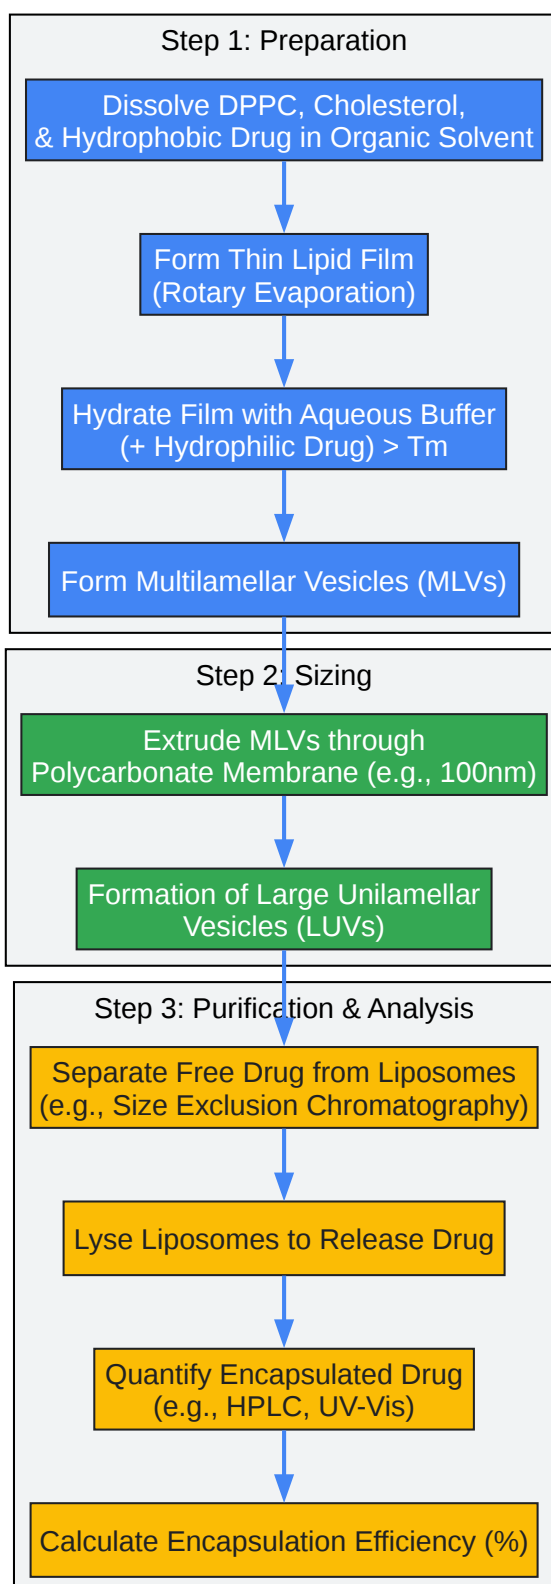 Step 1: Preparation
Dissolve DPPC, Cholesterol,
& Hydrophobic Drug in Organic Solvent
Form Thin Lipid Film
(Rotary Evaporation)
Hydrate Film with Aqueous Buffer
(+ Hydrophilic Drug) > Tm
Form Multilamellar Vesicles (MLVs)
Step 2: Sizing
Extrude MLVs through
Polycarbonate Membrane (e.g., 100nm)
Formation of Large Unilamellar
Vesicles (LUVs)
Step 3: Purification & Analysis
Separate Free Drug from Liposomes
(e.g., Size Exclusion Chromatography)
Lyse Liposomes to Release Drug
Quantify Encapsulated Drug
(e.g., HPLC, UV-Vis)
Calculate Encapsulation Efficiency (%)